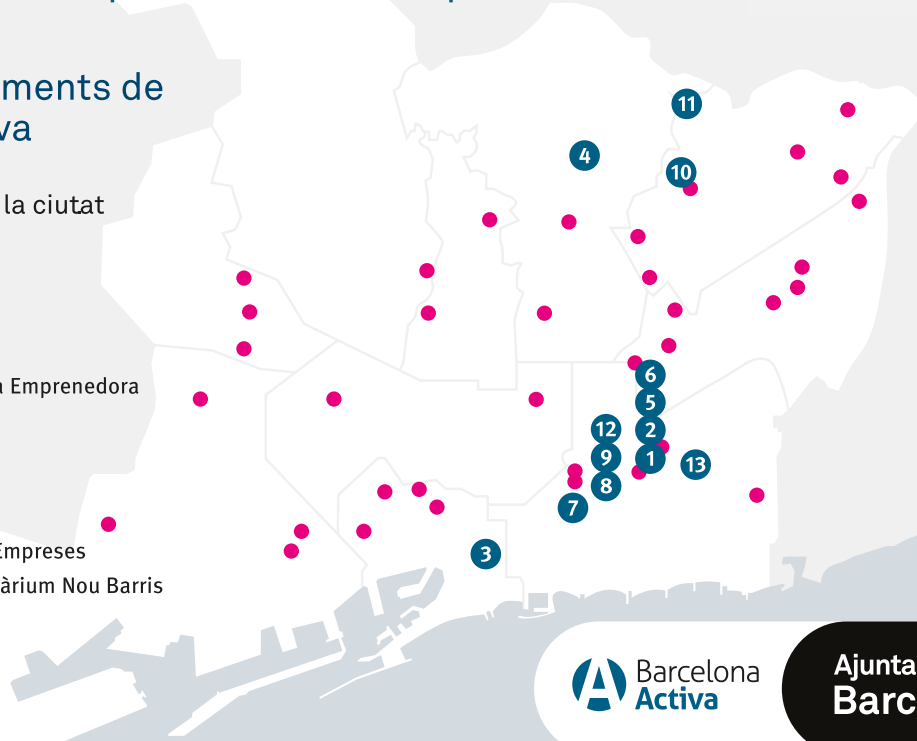 ments de
va
la ciutat
a Emprenedora
Empreses
àrium Nou Barris
11
4
10
6
5
12
2
9
1
13
8
7
3
Barcelona
Activa
Ajunta
Barc